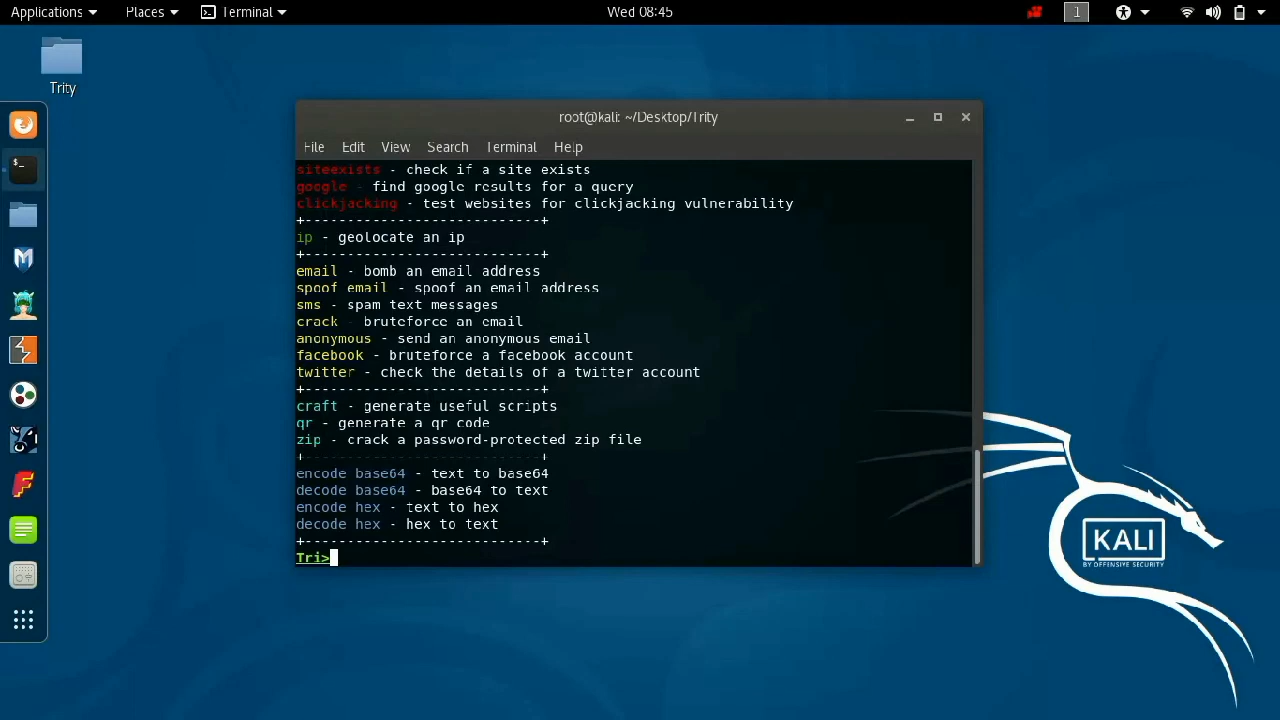 Applications
Places
Terminal
Wed 08:45
1
Trity
root@kali: ~/Desktop/Trity
File Edit View Search Terminal Help
siteexists - check if a site exists
google - find google results for a query
clickjacking - test websites for clickjacking vulnerability
+--------------------------+
ip - geolocate an ip
+--------------------------+
email - bomb an email address
spoof email - spoof an email address
sms - spam text messages
crack - bruteforce an email
anonymous - send an anonymous email
facebook - bruteforce a facebook account
twitter - check the details of a twitter account
+--------------------------+
craft - generate useful scripts
qr - generate a qr code
zip - crack a password-protected zip file
+--------------------------+
encode base64 - text to base64
decode base64 - base64 to text
encode hex - text to hex
decode hex - hex to text
+--------------------------+
Tri>
KALI
BY OFFENSIVE SECURITY